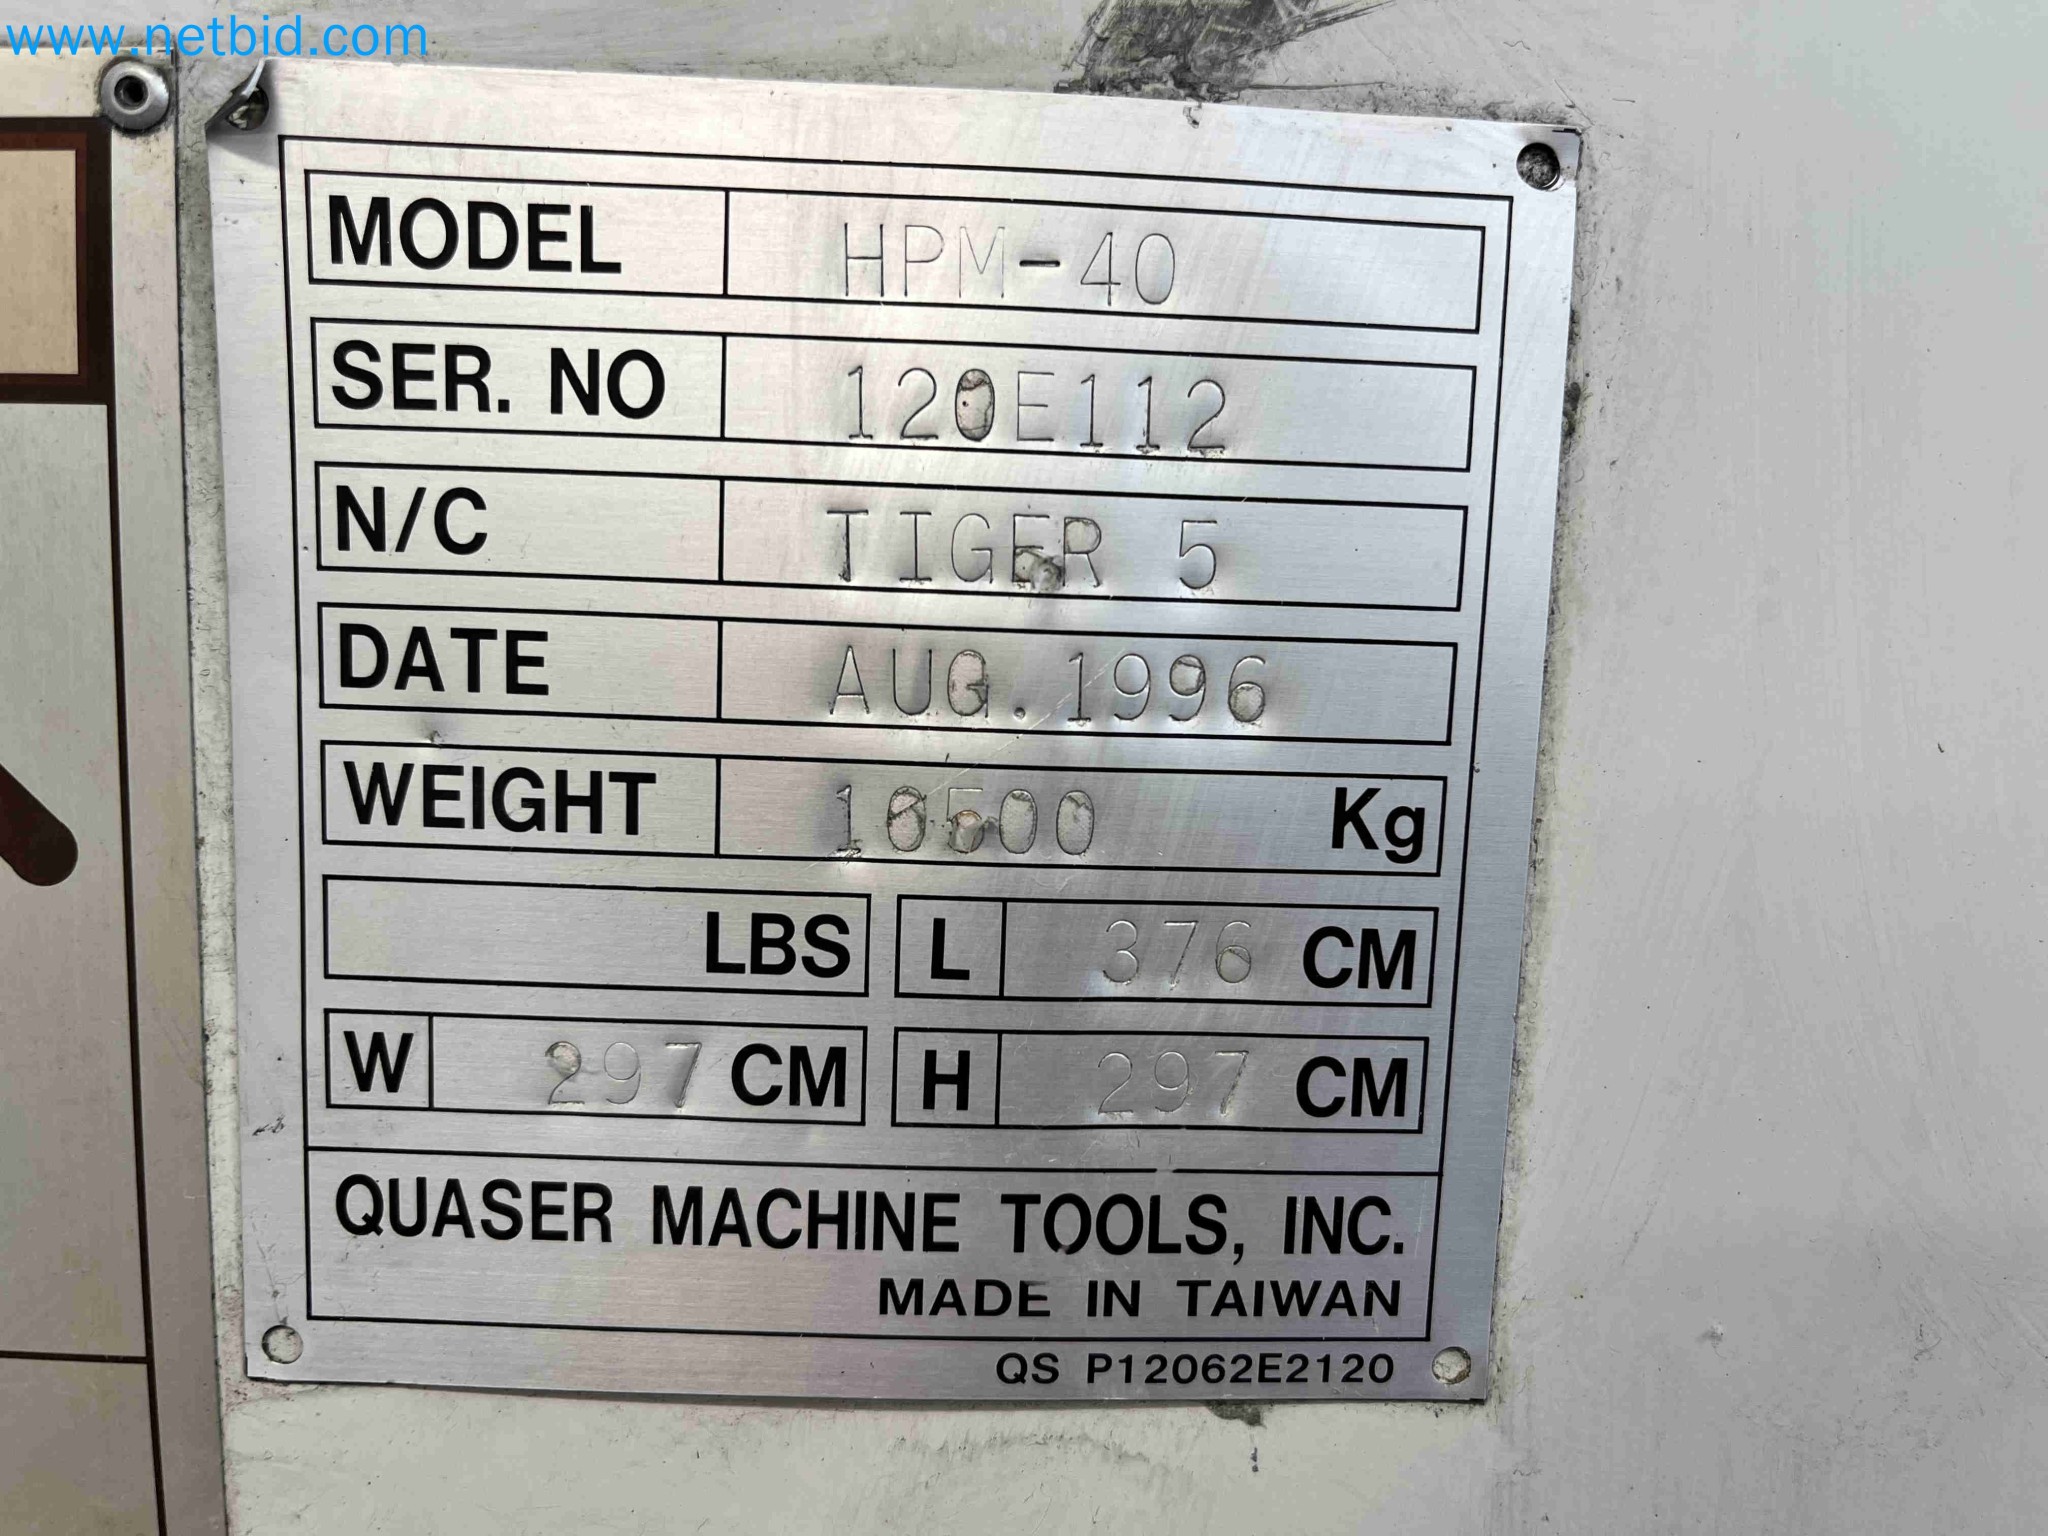 www.netbid.com
MODEL HPM-40
SER. NO 120E112
N/C TIGER 5
DATE AUG.1996
WEIGHT 10500 Kg
LBS L 376 CM
W 297 CM H 297 CM
QUASER MACHINE TOOLS, INC.
MADE IN TAIWAN
QS P12062E2120